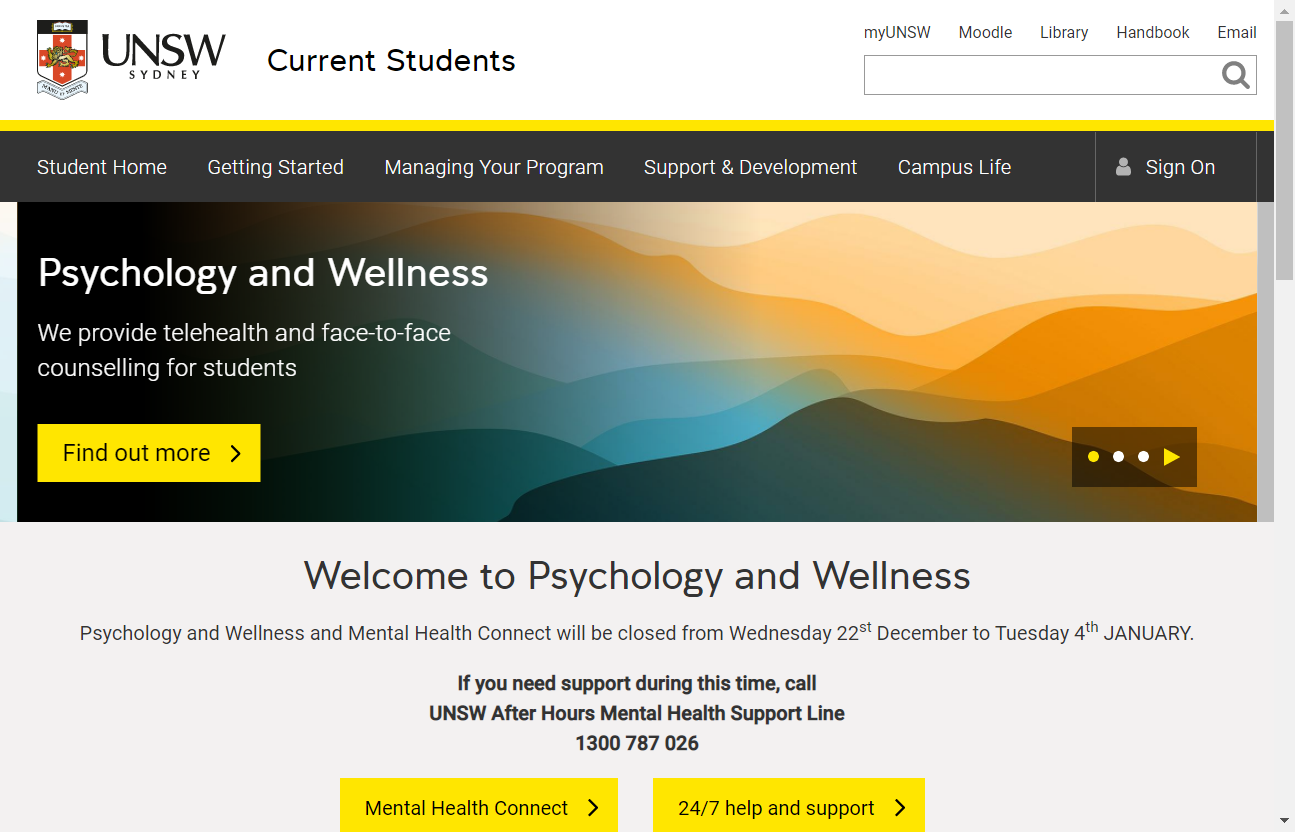 UNSW
SYDNEY
Current Students
myUNSW Moodle Library Handbook Email
Student Home Getting Started Managing Your Program Support & Development Campus Life Sign On
Psychology and Wellness
We provide telehealth and face-to-face
counselling for students
Find out more
Welcome to Psychology and Wellness
Psychology and Wellness and Mental Health Connect will be closed from Wednesday 22st December to Tuesday 4th JANUARY.
If you need support during this time, call
UNSW After Hours Mental Health Support Line
1300 787 026
Mental Health Connect 24/7 help and support